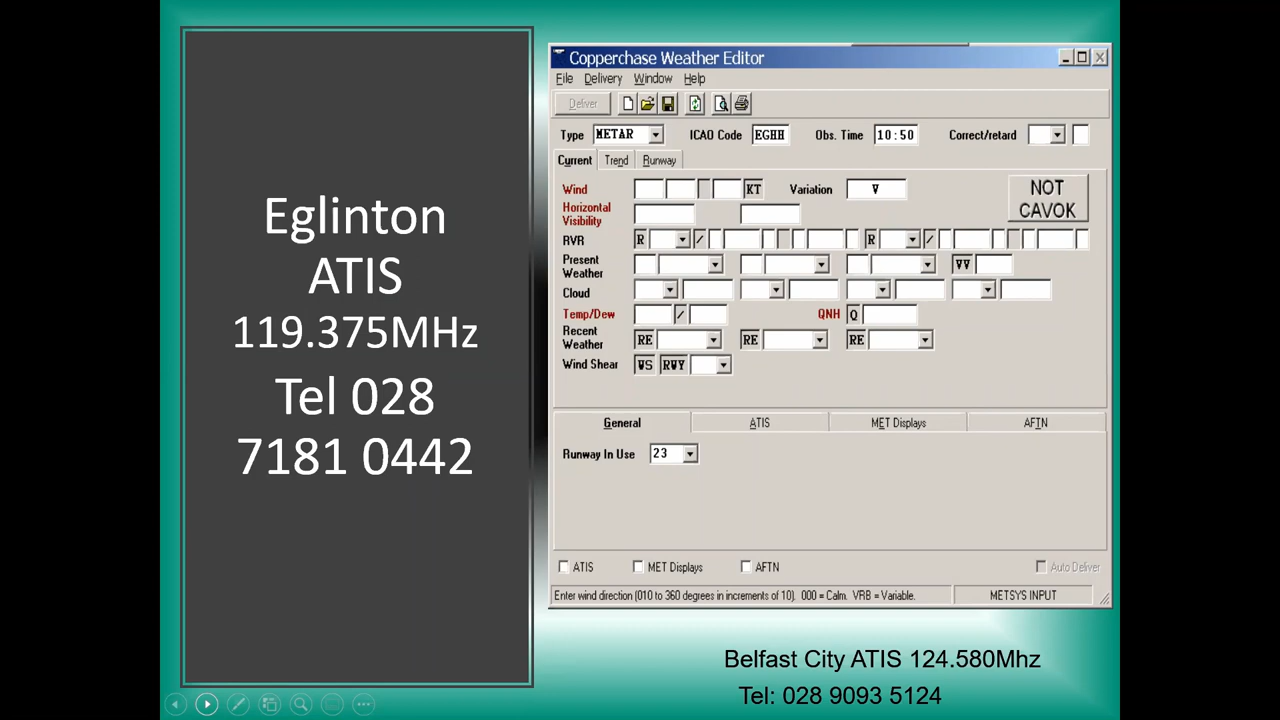 Eglinton
ATIS
119.375MHz
Tel 028
7181 0442
Copperchase Weather Editor
File Delivery Window Help
Deliver
Type METAR ICAO Code EGHH Obs. Time 10:50 Correct/retard
Current Trend Runway
Wind KT Variation V
NOT
CAVOK
Horizontal
Visibility
RVR R / R /
Present
Weather VV
Cloud
Temp/Dew / QNH Q
Recent
Weather RE RE RE
Wind Shear WS RWY
General ATIS MET Displays AFTN
Runway In Use 23
ATIS MET Displays AFTN Auto Deliver
Enter wind direction (010 to 360 degrees in increments of 10). 000 = Calm. VRB = Variable. METSYS INPUT
Belfast City ATIS 124.580Mhz
Tel: 028 9093 5124